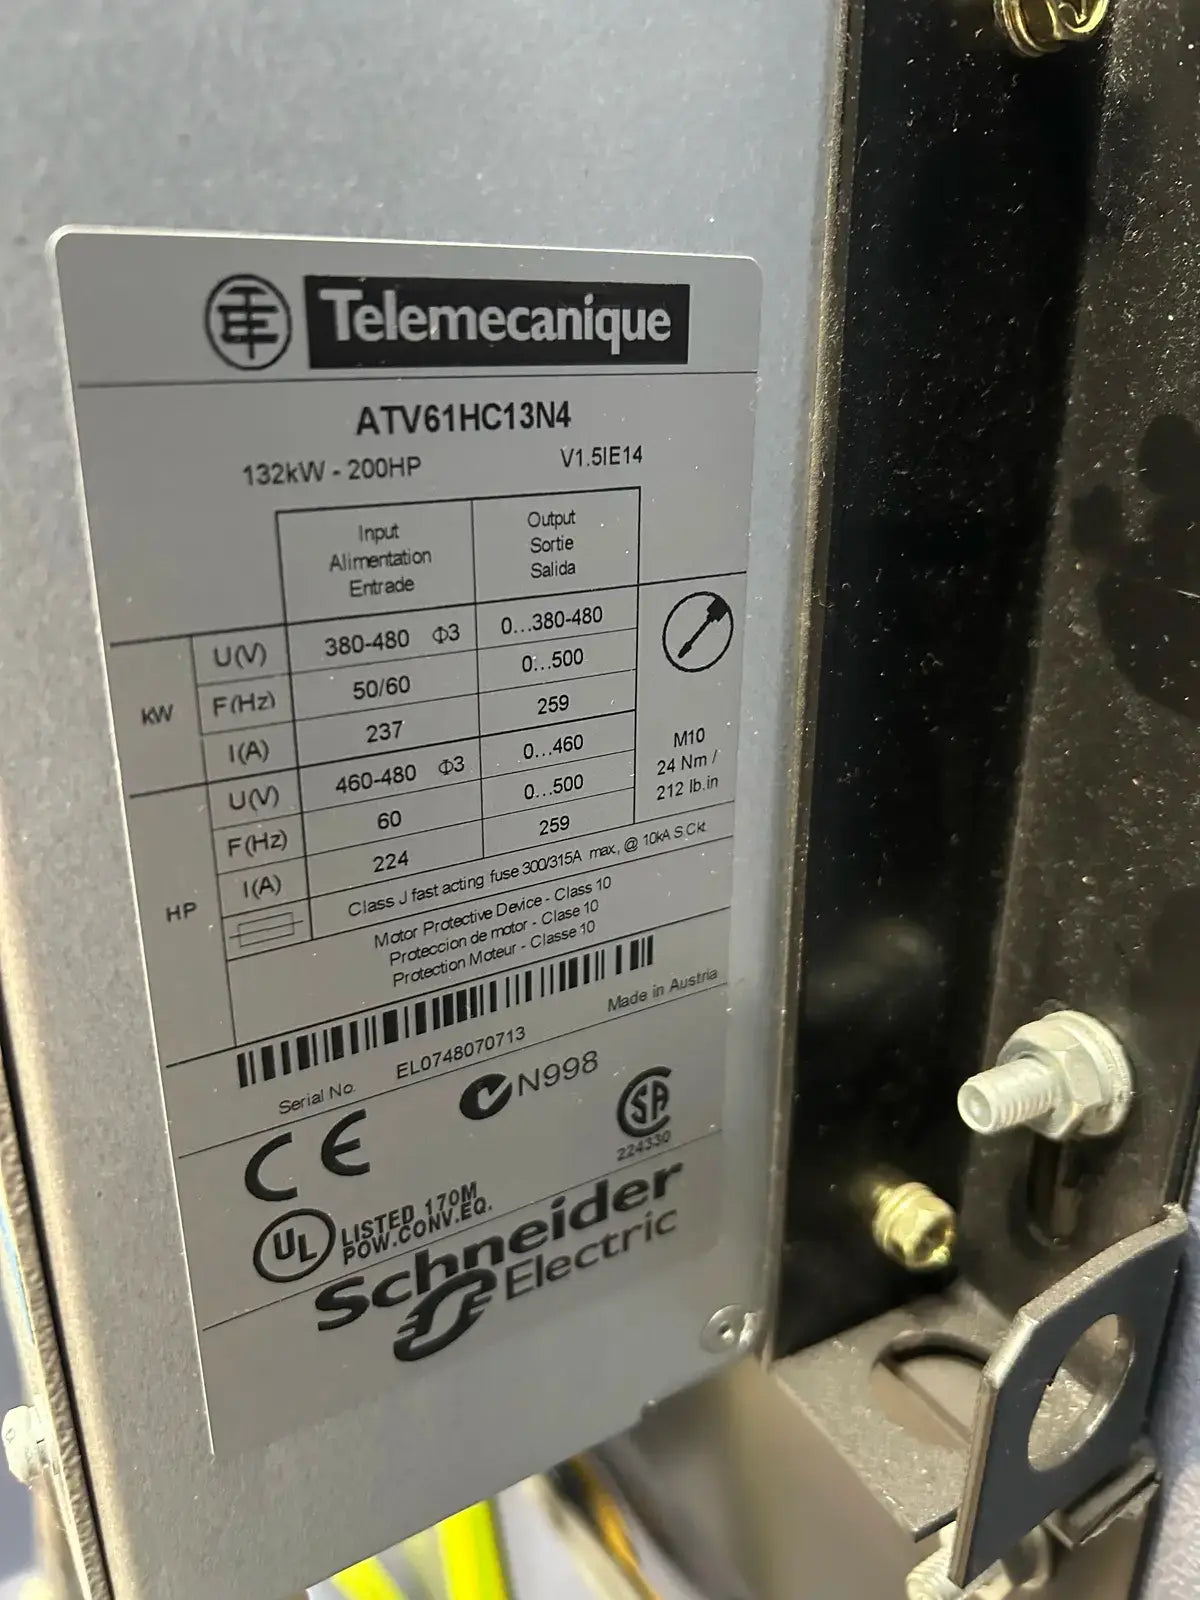 Telemecanique
ATV61HC13N4
132kW - 200HP V1.5IE14
Input Output
Alimentation Sortie
Entrade Salida
kW U(V) 380-480 Φ3 0...380-480
F(Hz) 50/60 0...500
I(A) 237 259
HP U(V) 460-480 Φ3 0...460
F(Hz) 60 0...500
I(A) 224 259
M10
24 Nm /
212 lb.in
Class J fast acting fuse 300/315A max, @ 10kA S.Ckt
Motor Protective Device - Class 10
Proteccion de motor - Clase 10
Protection Moteur - Classe 10
Made in Austria
Serial No. EL0748070713
CE N998 CSA
224330
UL LISTED 170M
POW.CONV.EQ.
Schneider
Electric